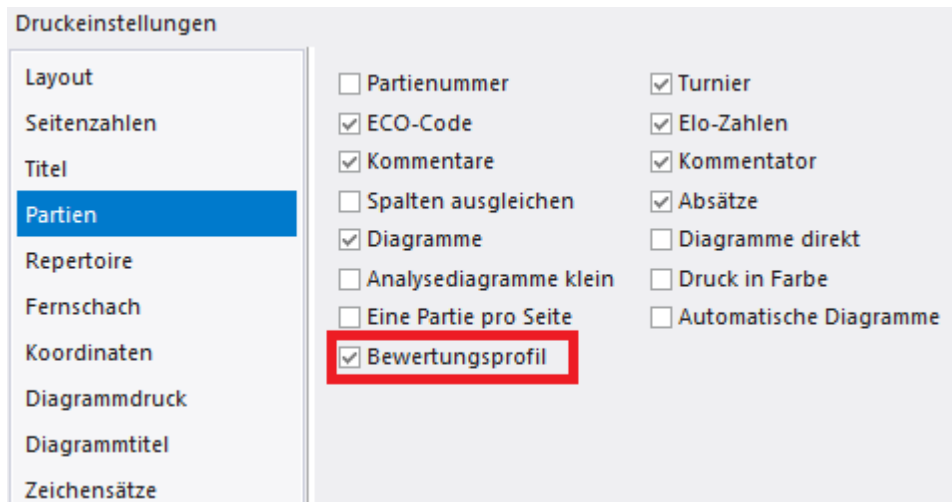 Druckeinstellungen
Layout
Seitenzahlen
Titel
Partien
Repertoire
Fernschach
Koordinaten
Diagrammdruck
Diagrammtitel
Zeichensätze
Partienummer
Turnier
ECO-Code
Elo-Zahlen
Kommentare
Kommentator
Spalten ausgleichen
Absätze
Diagramme
Diagramme direkt
Analysediagramme klein
Druck in Farbe
Eine Partie pro Seite
Automatische Diagramme
Bewertungsprofil